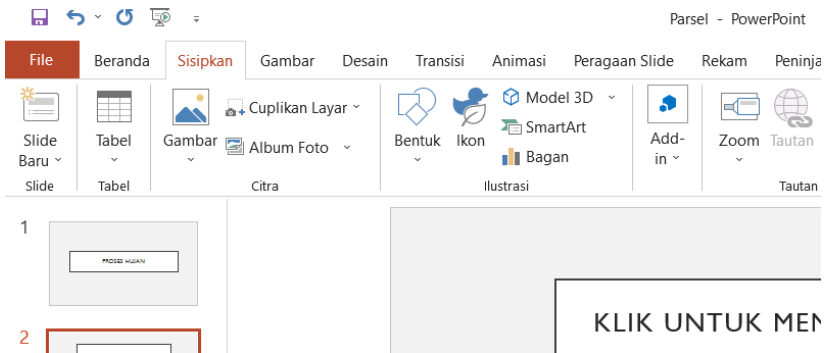 Parsel - PowerPoint
File Beranda Sisipkan Gambar Desain Transisi Animasi Peragaan Slide Rekam Peninja
Slide Baru
Tabel
Gambar
Cuplikan Layar
Album Foto
Bentuk
Ikon
Model 3D
SmartArt
Bagan
Add-in
Zoom
Tautan
Slide Tabel Citra Ilustrasi Tautan
1
PROSES HUJAN
2
KLIK UNTUK MEN